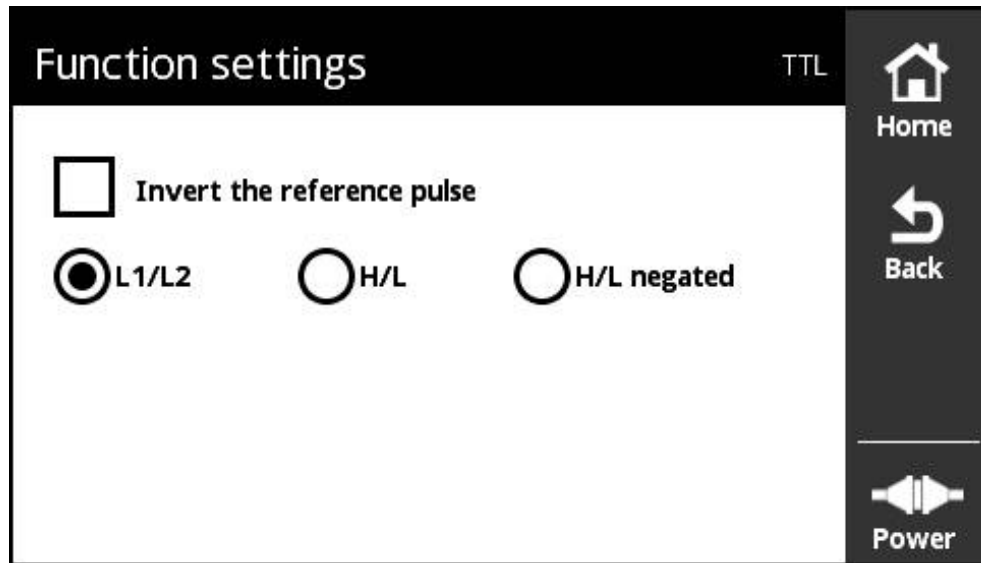 Function settings
TTL
Home
Invert the reference pulse
L1/L2
H/L
H/L negated
Back
Power